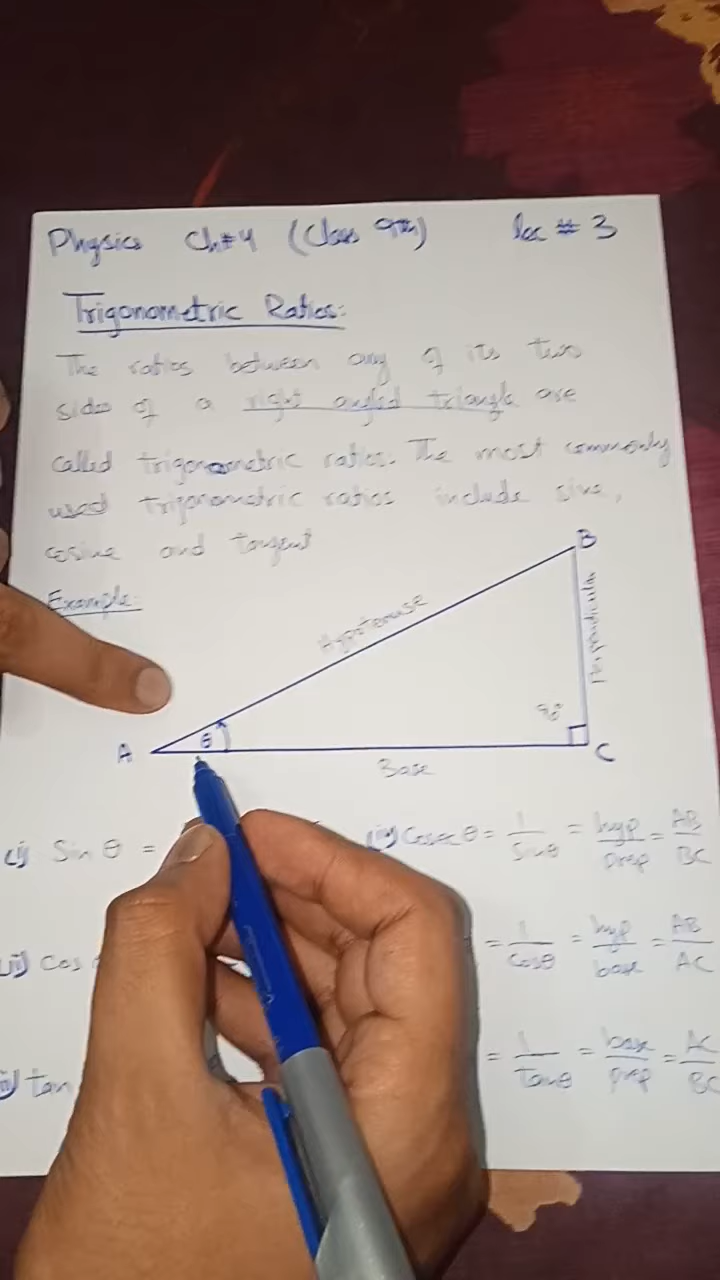 Physics Ch#4 (Class 9th) lec # 3
Trigonometric Ratios:
The ratios between any of its two
sides of a right angled triangle are
called trigonometric ratios. The most commonly
used trigonometric ratios include sine,
cosine and tangent
Example:
B
Hypotenuse
Perpendicular
90°
A θ C
Base
(i) Sin θ = (iv) Cosec θ = 1/Sinθ = hyp/prep = AB/BC
(ii) Cos = 1/Cosθ = hyp/base = AB/AC
(iii) tan = 1/Tanθ = base/prep = AC/BC